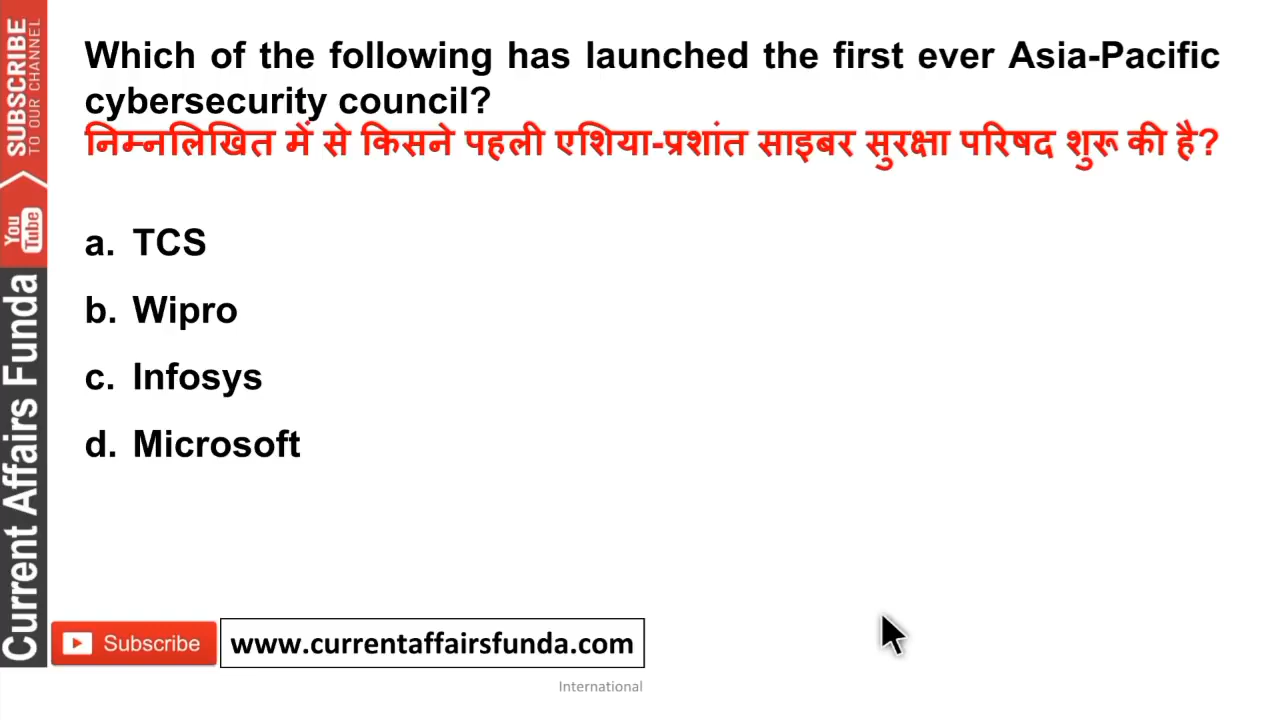 Which of the following has launched the first ever Asia-Pacific
cybersecurity council?
निम्नलिखित में से किसने पहली एशिया-प्रशांत साइबर सुरक्षा परिषद शुरू की है?
a. TCS
b. Wipro
c. Infosys
d. Microsoft
SUBSCRIBE
TO OUR CHANNEL
You
Tube
Current Affairs Funda
Subscribe
www.currentaffairsfunda.com
International